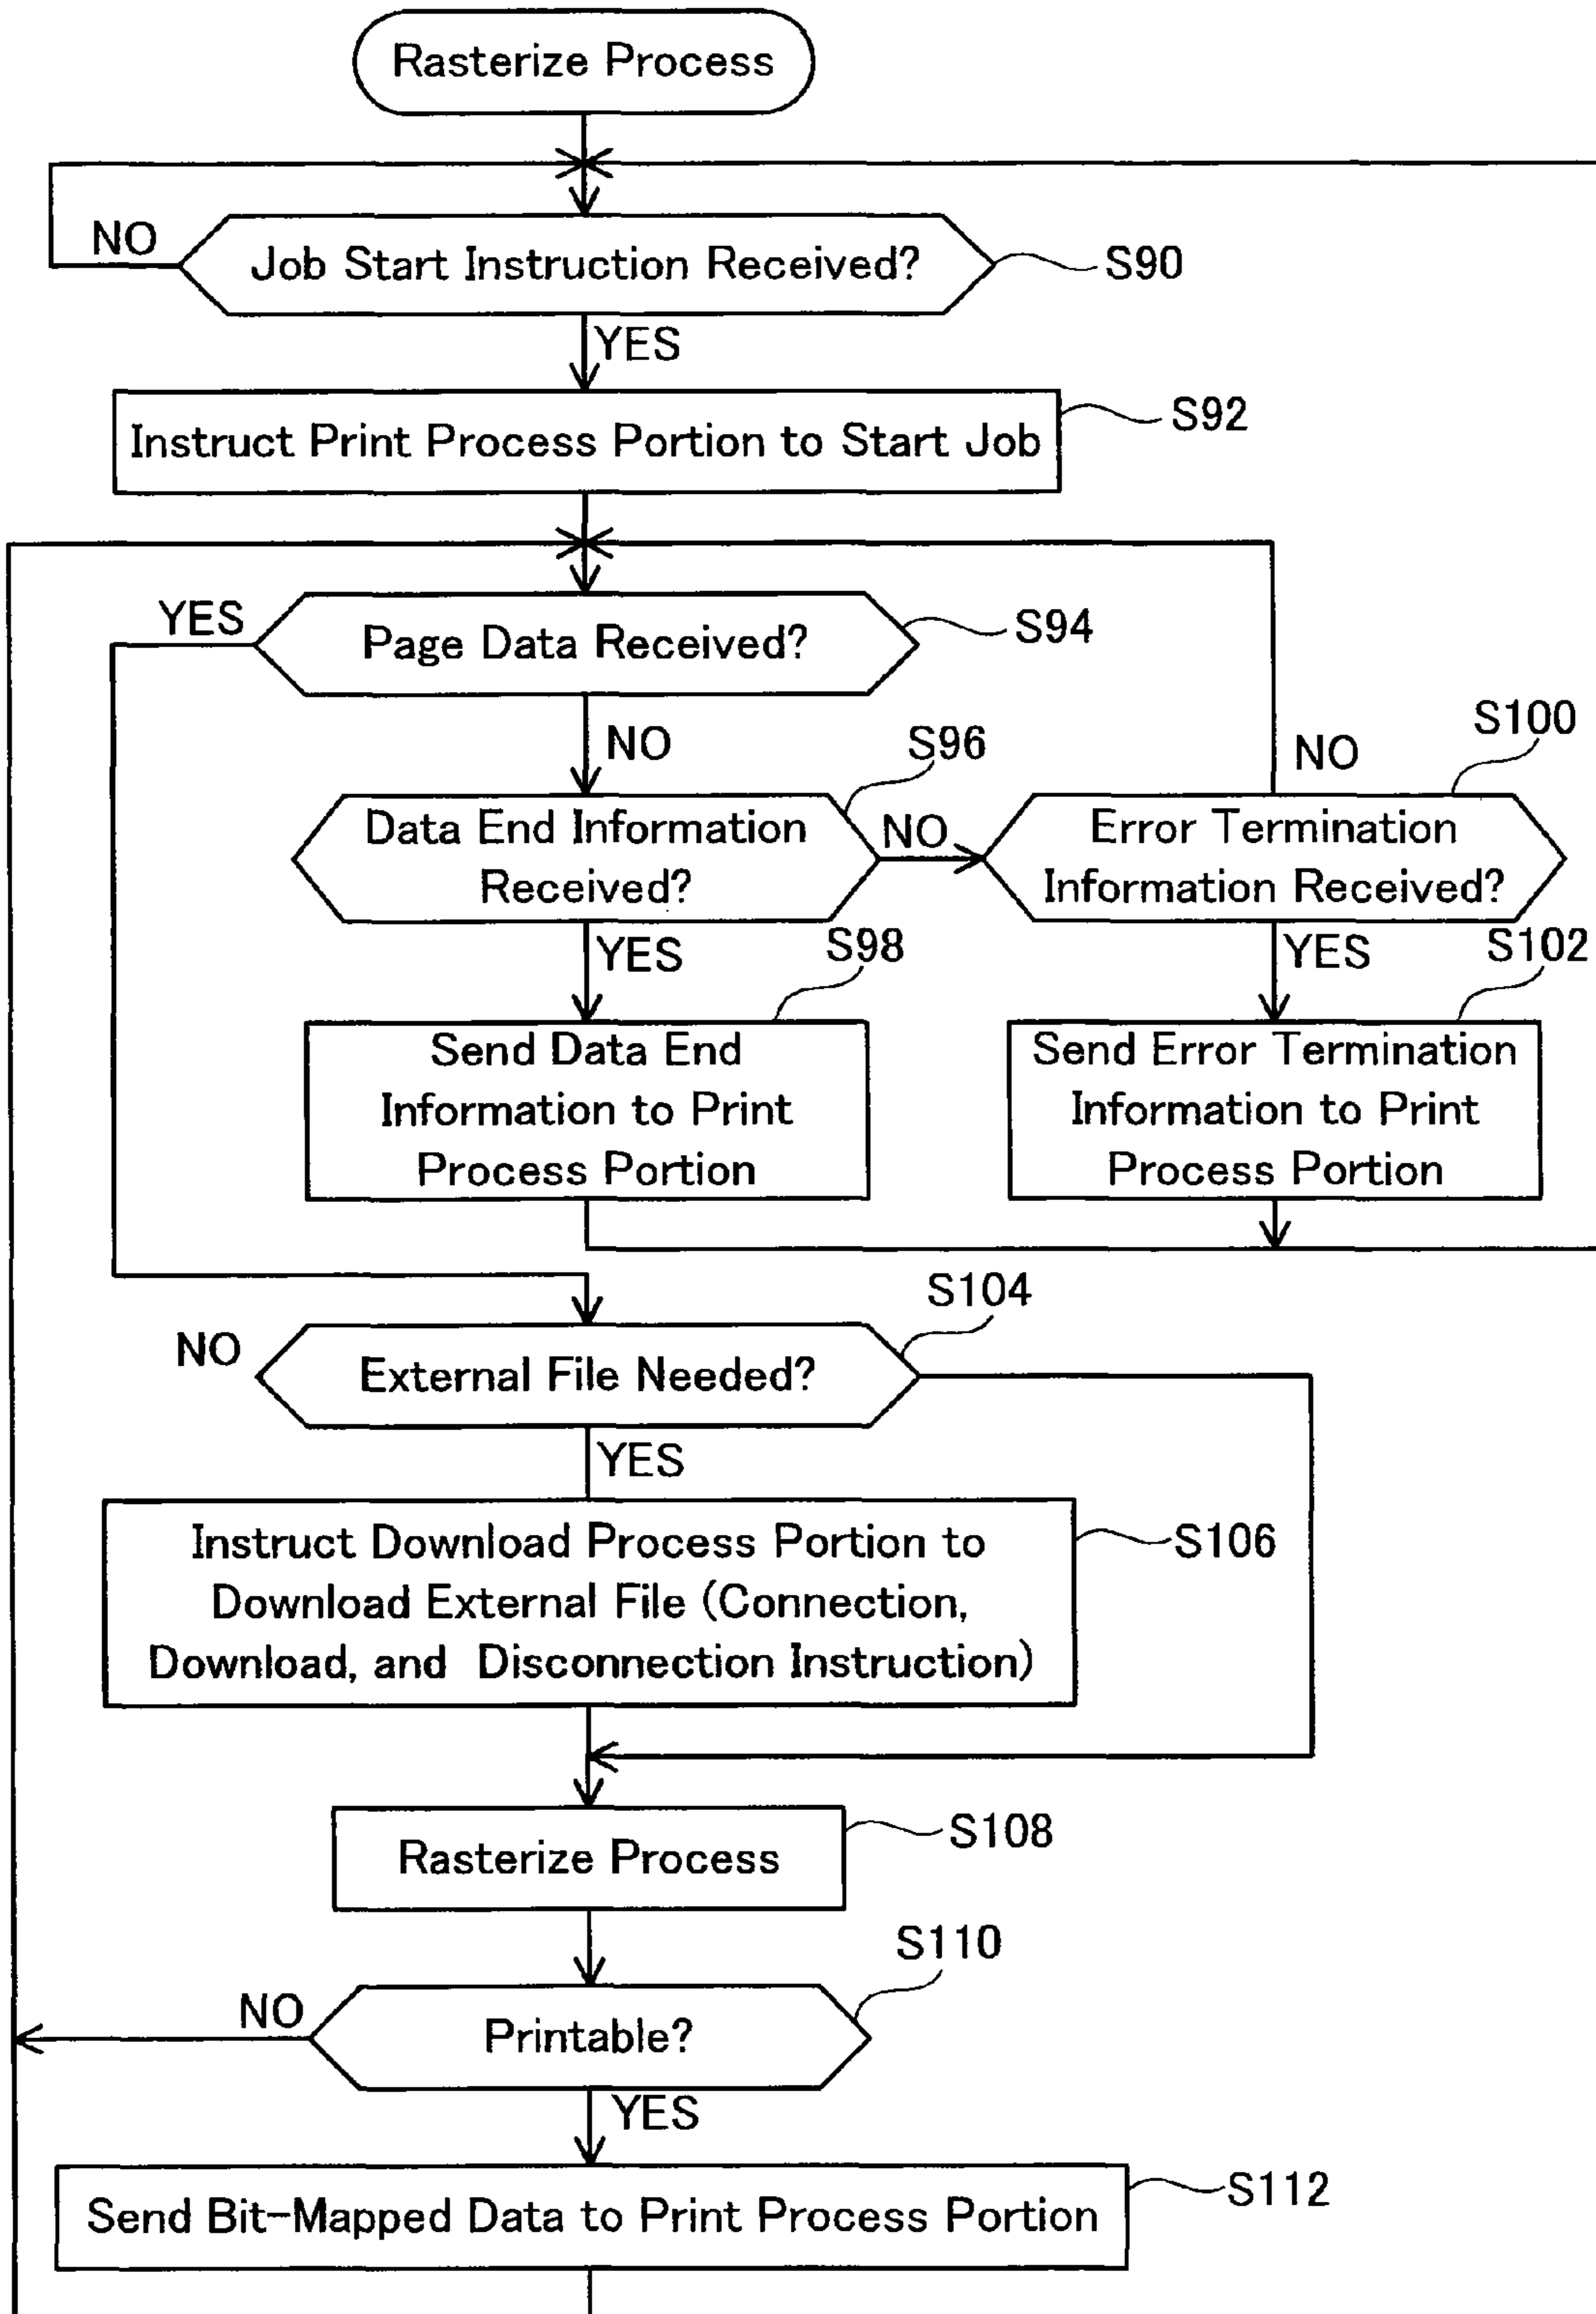 Rasterize Process
NO
Job Start Instruction Received?
S90
YES
Instruct Print Process Portion to Start Job
S92
YES
Page Data Received?
S94
NO
S96
NO
S100
Data End Information
Received?
NO
Error Termination
Information Received?
YES
S98
YES
S102
Send Data End
Information to Print
Process Portion
Send Error Termination
Information to Print
Process Portion
S104
NO
External File Needed?
YES
Instruct Download Process Portion to
Download External File (Connection,
Download, and Disconnection Instruction)
S106
Rasterize Process
S108
S110
NO
Printable?
YES
Send Bit-Mapped Data to Print Process Portion
S112